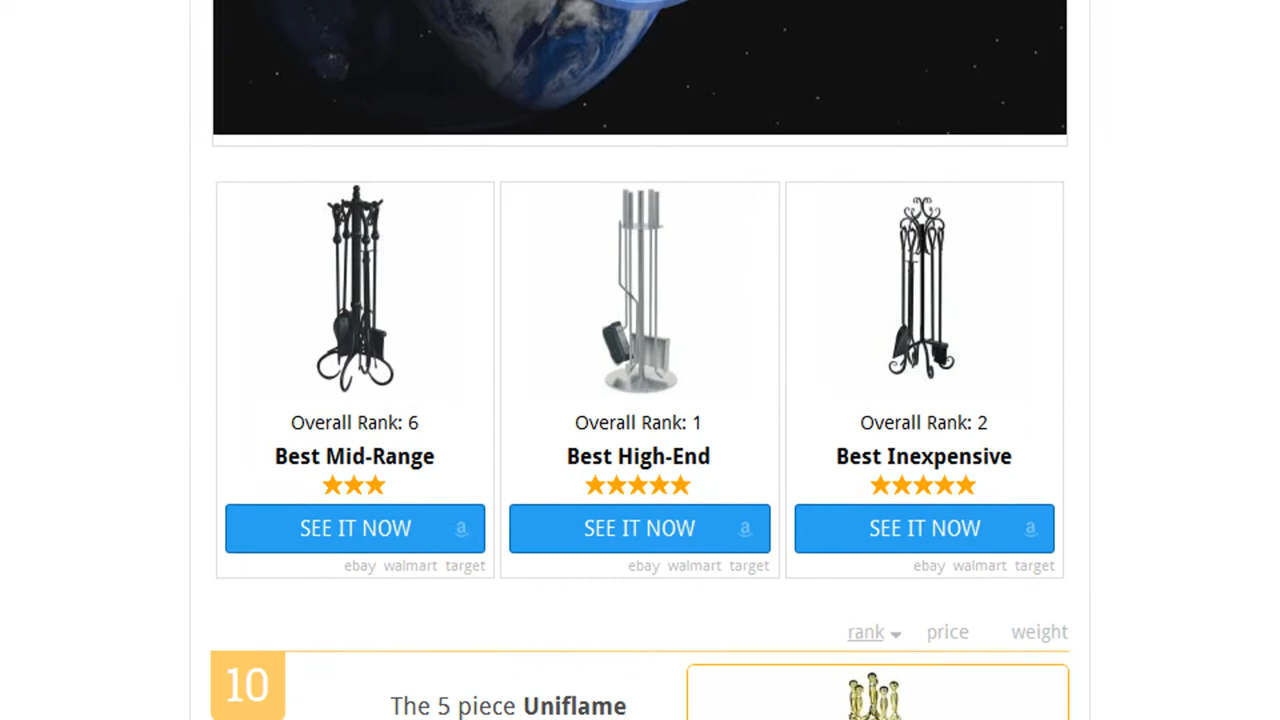 Overall Rank: 6
Best Mid-Range
SEE IT NOW
ebay walmart target
Overall Rank: 1
Best High-End
SEE IT NOW
ebay walmart target
Overall Rank: 2
Best Inexpensive
SEE IT NOW
ebay walmart target
rank price weight
10
The 5 piece Uniflame